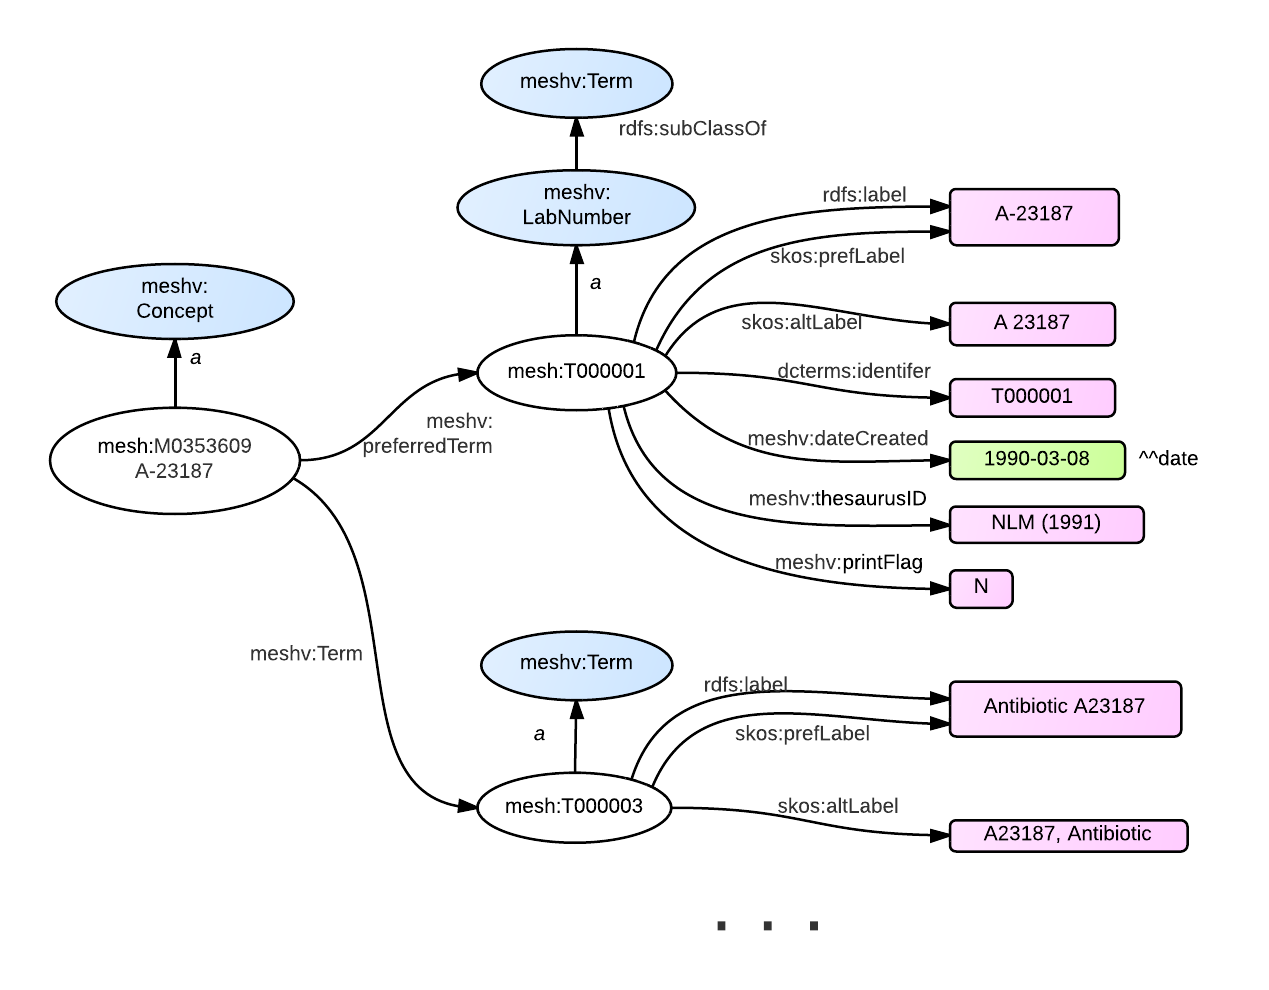 meshv:Term
rdfs:subClassOf
meshv:
LabNumber
a
meshv:
Concept
a
mesh:M0353609
A-23187
meshv:
preferredTerm
mesh:T000001
rdfs:label
skos:prefLabel
A-23187
skos:altLabel
A 23187
dcterms:identifer
T000001
meshv:dateCreated
1990-03-08
^^date
meshv:thesaurusID
NLM (1991)
meshv:printFlag
N
meshv:Term
meshv:Term
a
mesh:T000003
rdfs:label
skos:prefLabel
Antibiotic A23187
skos:altLabel
A23187, Antibiotic
. . .